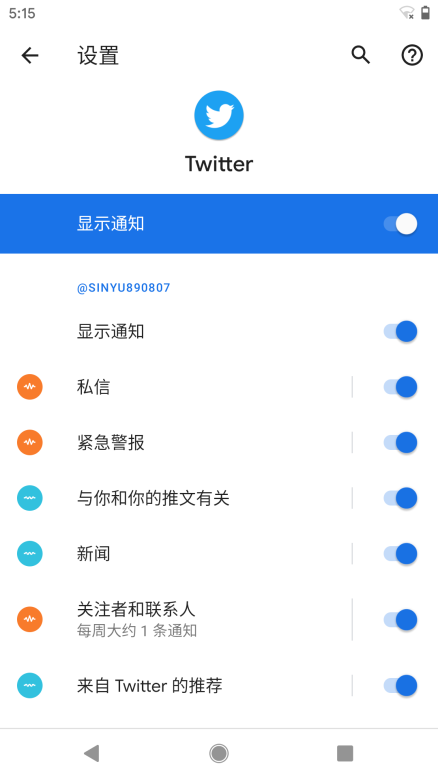 5:15
设置
Twitter
显示通知
@SINYU890807
显示通知
私信
紧急警报
与你和你的推文有关
新闻
关注者和联系人
每周大约 1 条通知
来自 Twitter 的推荐